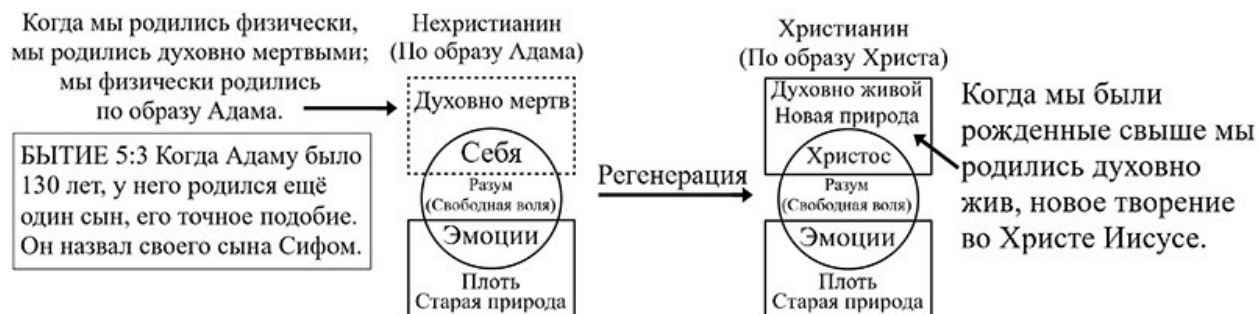 Когда мы родились физически,
мы родились духовно мертвыми;
мы физически родились
по образу Адама.
БЫТИЕ 5:3 Когда Адаму было
130 лет, у него родился ещё
один сын, его точное подобие.
Он назвал своего сына Сифом.
Нехристианин
(По образу Адама)
Духовно мертв
Себя
Разум
(Свободная воля)
Эмоции
Плоть
Старая природа
Регенерация
Христианин
(По образу Христа)
Духовно живой
Новая природа
Христос
Разум
(Свободная воля)
Эмоции
Плоть
Старая природа
Когда мы были
рожденные свыше мы
родились духовно
жив, новое творение
во Христе Иисусе.